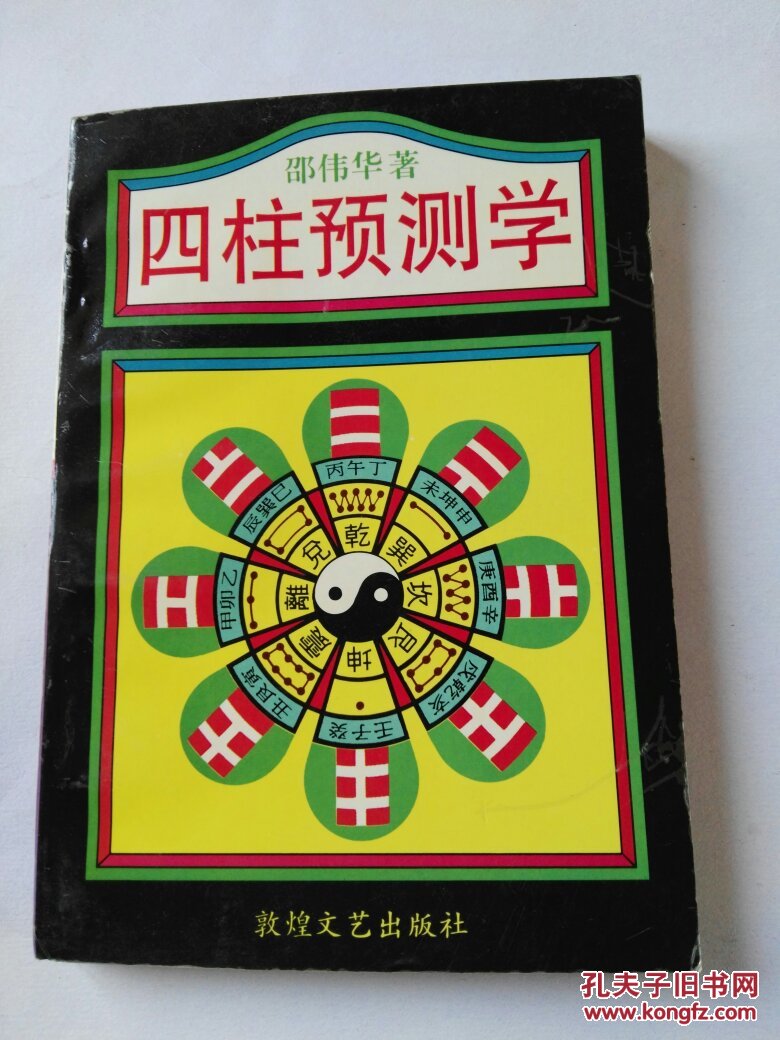 邵伟华著
四柱预测学
丙午丁
未坤申
庚酉辛
戌乾亥
壬子癸
丑艮寅
甲卯乙
辰巽巳
乾
巽
坎
艮
坤
震
離
兌
敦煌文艺出版社
孔夫子旧书网
www.kongfz.com